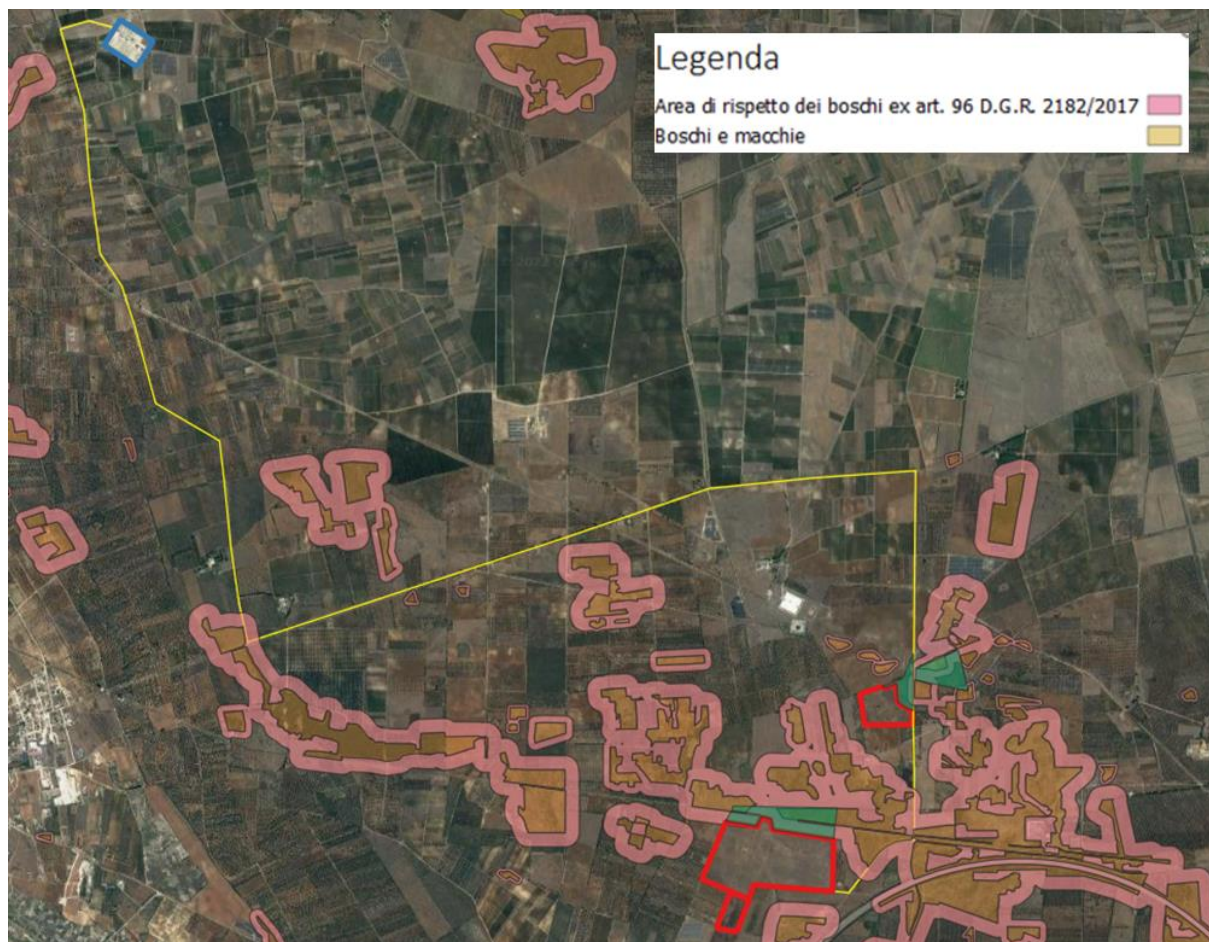 Legenda
Area di rispetto dei boschi ex art. 96 D.G.R. 2182/2017
Boschi e macchie